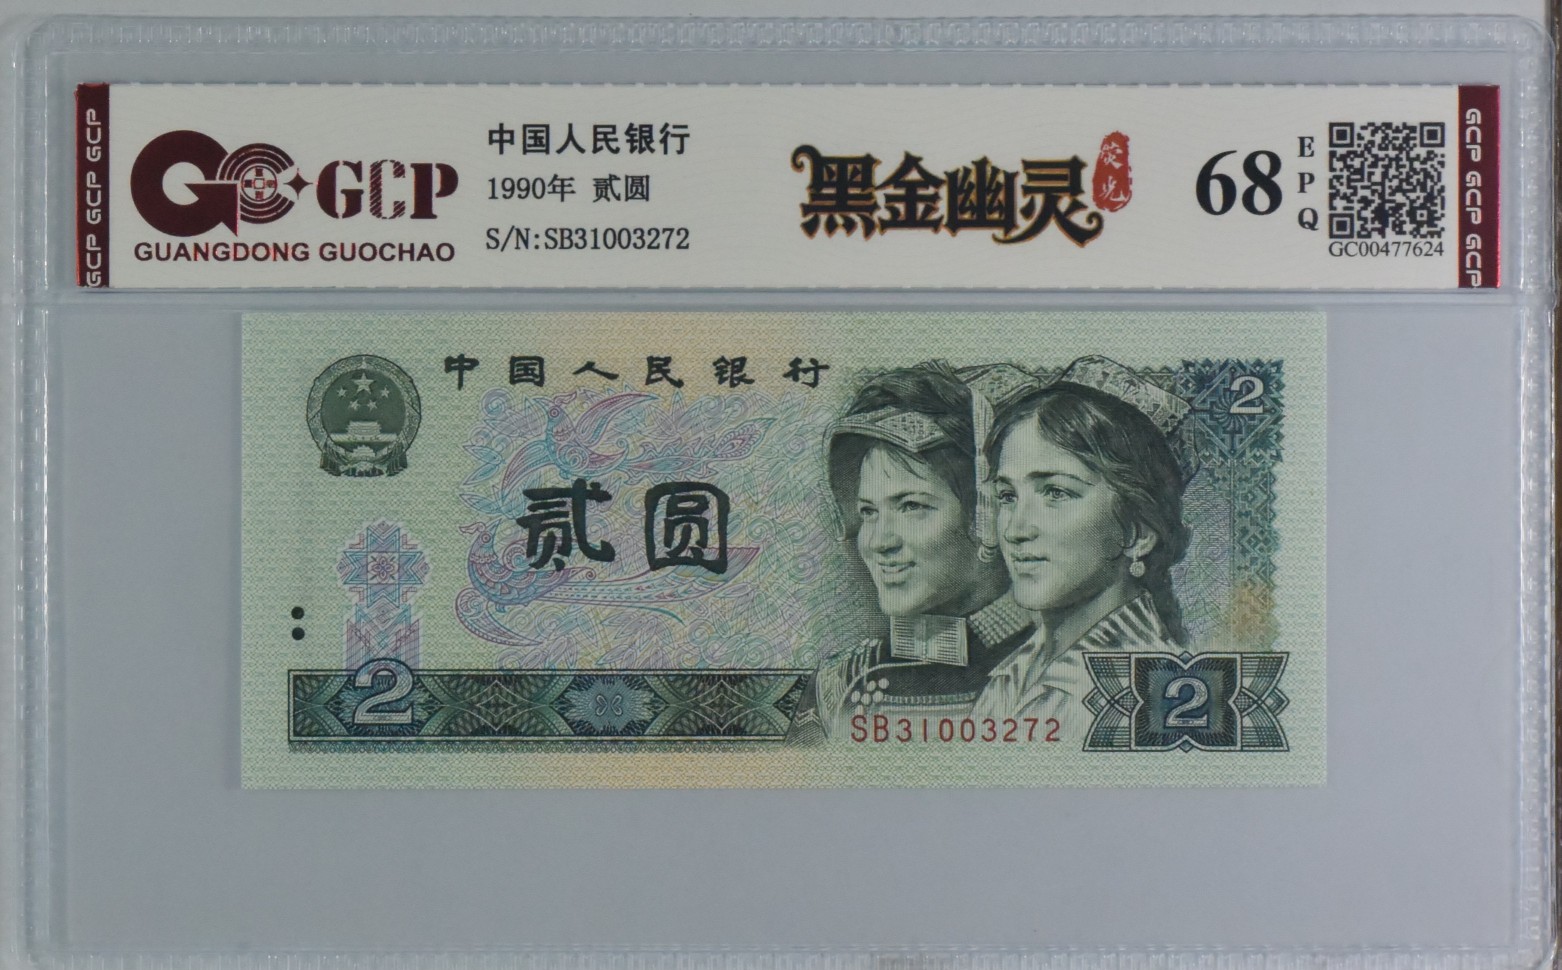 GCP GCP GCP
GCP
GUANGDONG GUOCHAO
中国人民银行
1990年 贰圆
S/N:SB31003272
黑金幽灵
荧光
68
EPQ
GC00477624
GCP GCP GCP
中国人民银行
2
贰圆
2
SB31003272
2